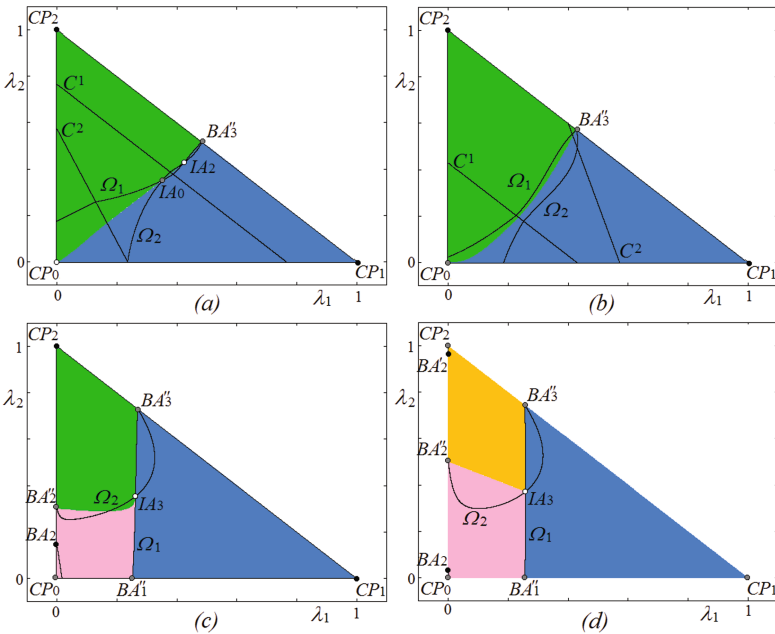 CP₂
1
λ₂
C¹
C²
BA″₃
IA₂
IA₀
Ω₁
Ω₂
0
CP₀
CP₁
0
1
(a)
λ₁
CP₂
1
λ₂
BA″₃
C¹
Ω₁
Ω₂
C²
0
CP₀
CP₁
0
1
(b)
λ₁
CP₂
1
λ₂
BA″₃
BA″₂
Ω₂
IA₃
BA₂
Ω₁
0
CP₀
BA″₁
CP₁
0
1
(c)
λ₁
CP₂
1
BA′₂
λ₂
BA″₃
BA″₂
IA₃
Ω₂
BA₂
Ω₁
0
CP₀
BA″₁
CP₁
0
1
(d)
λ₁